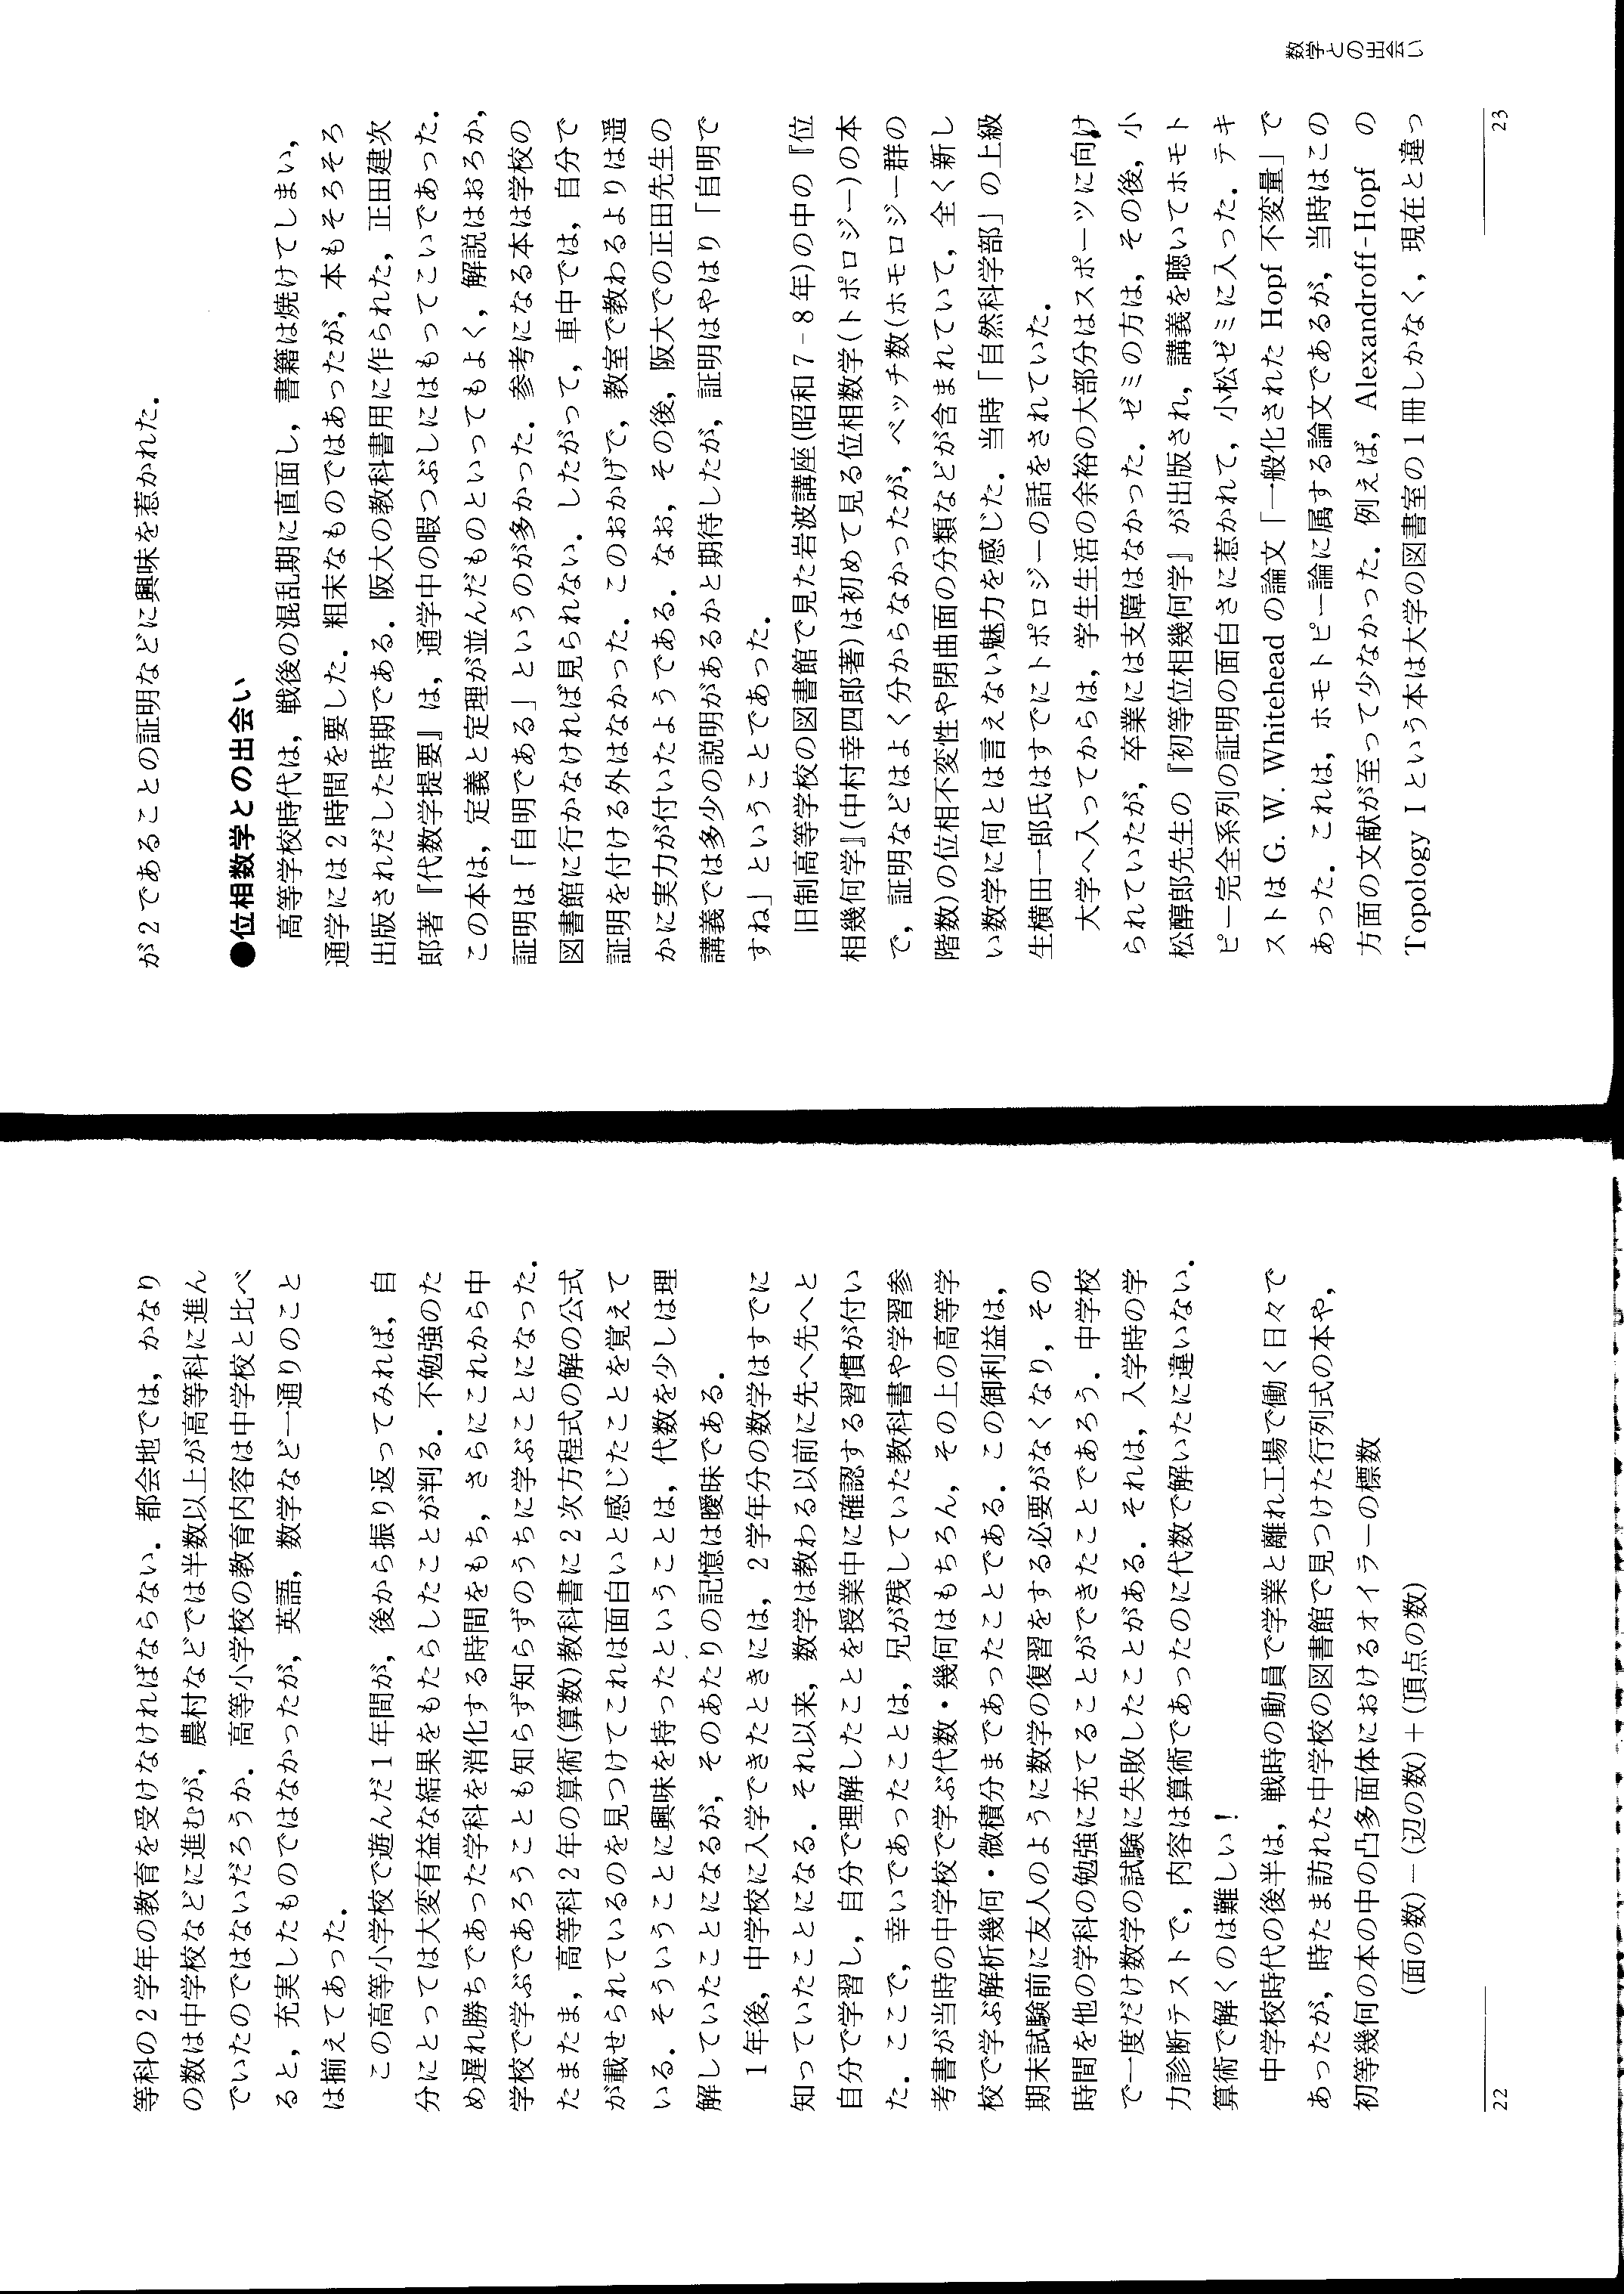 等科の2学年の教育を受けなければならない．都会地では，かなり
の数は中学校などに進むが，農村などでは半数以上が高等科に進ん
でいたのではないだろうか．高等小学校の教育内容は中学校と比べ
ると，充実したものではなかったが，英語，数学など一通りのこと
は揃えてあった．
この高等小学校で遊んだ1年間が，後から振り返ってみれば，自
分にとっては大変有益な結果をもたらしたことが判る．不勉強のた
め遅れ勝ちであった学科を消化する時間をもち，さらにこれから中
学校で学ぶであろうことも知らず知らずのうちに学ぶことになった．
たまたま，高等科2年の算術(算数)教科書に2次方程式の解の公式
が載せられているのを見つけてこれは面白いと感じたことを覚えて
いる．そういうことに興味を持ったということは，代数を少しは理
解していたことになるが，そのあたりの記憶は曖昧である．
1年後，中学校に入学できたときには，2学年分の数学はすでに
知っていたことになる．それ以来，数学は教わる以前に先へ先へと
自分で学習し，自分で理解したことを授業中に確認する習慣が付い
た．ここで，幸いであったことは，兄が残していた教科書や学習参
考書が当時の中学校で学ぶ代数・幾何はもちろん，その上の高等学
校で学ぶ解析幾何・微積分まであったことである．この御利益は，
期末試験前に友人のように数学の復習をする必要がなくなり，その
時間を他の学科の勉強に充てることができたことであろう．中学校
で一度だけ数学の試験に失敗したことがある．それは，入学時の学
力診断テストで，内容は算術であったのに代数で解いたに違いない．
算術で解くのは難しい！
中学校時代の後半は，戦時の動員で学業と離れ工場で働く日々で
あったが，時たま訪れた中学校の図書館で見つけた行列式の本や，
初等幾何の本の中の凸多面体におけるオイラーの標数
(面の数)－(辺の数)＋(頂点の数)
22
が2であることの証明などに興味を惹かれた．
●位相数学との出会い
高等学校時代は，戦後の混乱期に直面し，書籍は焼けてしまい，
通学には2時間を要した．粗末なものではあったが，本もそろそろ
出版されだした時期である．阪大の教科書用に作られた，正田建次
郎著『代数学提要』は，通学中の暇つぶしにはもってこいであった．
この本は，定義と定理が並んだものといってもよく，解説はおろか，
証明は「自明である」というのが多かった．参考になる本は学校の
図書館に行かなければ見られない．したがって，車中では，自分で
証明を付ける外はなかった．このおかげで，教室で教わるよりは遥
かに実力が付いたようである．なお，その後，阪大での正田先生の
講義では多少の説明があるかと期待したが，証明はやはり「自明で
すね」ということであった．
旧制高等学校の図書館で見た岩波講座(昭和7-8年)の中の『位
相幾何学』(中村幸四郎著)は初めて見る位相数学(トポロジー)の本
で，証明などはよく分からなかったが，ベッチ数(ホモロジー群の
階数)の位相不変性や閉曲面の分類などが含まれていて，全く新し
い数学に何とは言えない魅力を感じた．当時「自然科学部」の上級
生横田一郎氏はすでにトポロジーの話をされていた．
大学へ入ってからは，学生生活の余裕の大部分はスポーツに向け
られていたが，卒業には支障はなかった．ゼミの方は，その後，小
松醇郎先生の『初等位相幾何学』が出版され，講義を聴いてホモト
ピー完全系列の証明の面白さに惹かれて，小松ゼミに入った．テキ
ストは G. W. Whitehead の論文「一般化された Hopf 不変量」で
あった．これは，ホモトピー論に属する論文であるが，当時はこの
方面の文献が至って少なかった．例えば，Alexandroff-Hopf の
Topology I という本は大学の図書室の1冊しかなく，現在と違っ
数学との出会い
23